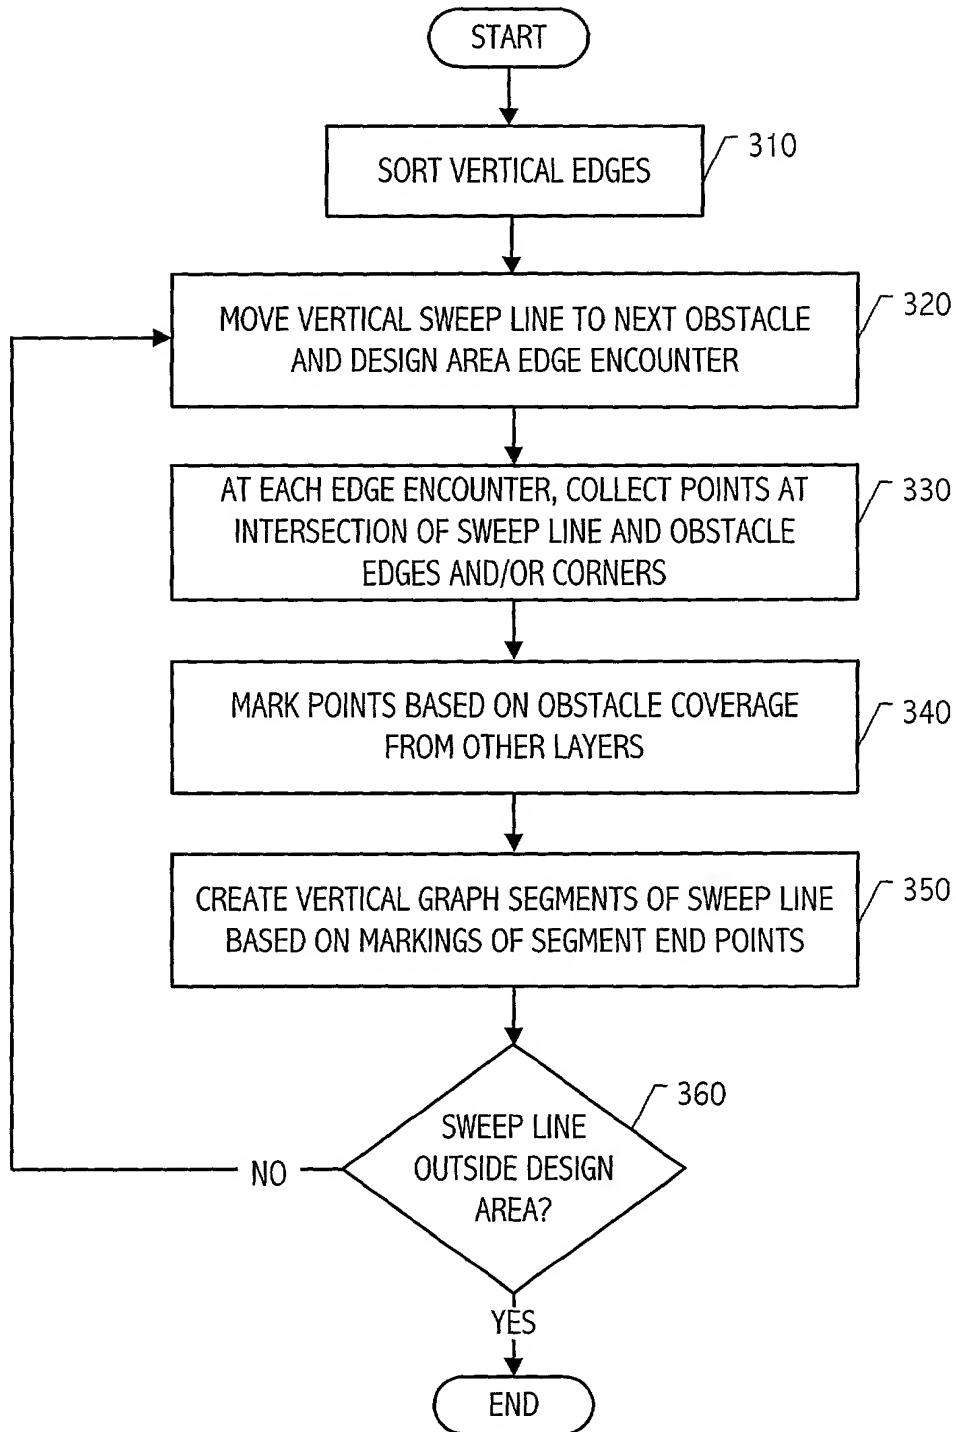 START
SORT VERTICAL EDGES
310
MOVE VERTICAL SWEEP LINE TO NEXT OBSTACLE
AND DESIGN AREA EDGE ENCOUNTER
320
AT EACH EDGE ENCOUNTER, COLLECT POINTS AT
INTERSECTION OF SWEEP LINE AND OBSTACLE
EDGES AND/OR CORNERS
330
MARK POINTS BASED ON OBSTACLE COVERAGE
FROM OTHER LAYERS
340
CREATE VERTICAL GRAPH SEGMENTS OF SWEEP LINE
BASED ON MARKINGS OF SEGMENT END POINTS
350
SWEEP LINE
OUTSIDE DESIGN
AREA?
360
NO
YES
END